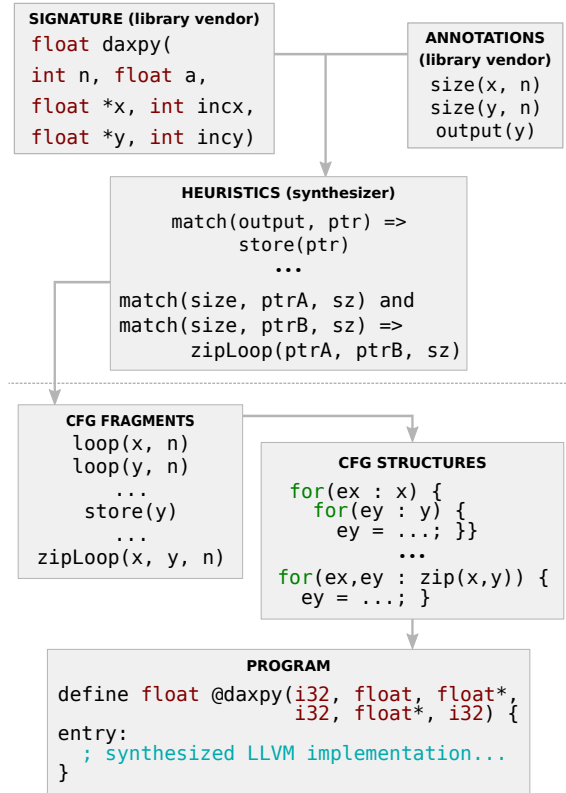 SIGNATURE (library vendor)
float daxpy(
int n, float a,
float *x, int incx,
float *y, int incy)
ANNOTATIONS
(library vendor)
size(x, n)
size(y, n)
output(y)
HEURISTICS (synthesizer)
match(output, ptr) =>
store(ptr)
...
match(size, ptrA, sz) and
match(size, ptrB, sz) =>
zipLoop(ptrA, ptrB, sz)
CFG FRAGMENTS
loop(x, n)
loop(y, n)
...
store(y)
...
zipLoop(x, y, n)
CFG STRUCTURES
for(ex : x) {
for(ey : y) {
ey = ...; }}
...
for(ex,ey : zip(x,y)) {
ey = ...; }
PROGRAM
define float @daxpy(i32, float, float*,
i32, float*, i32) {
entry:
; synthesized LLVM implementation...
}